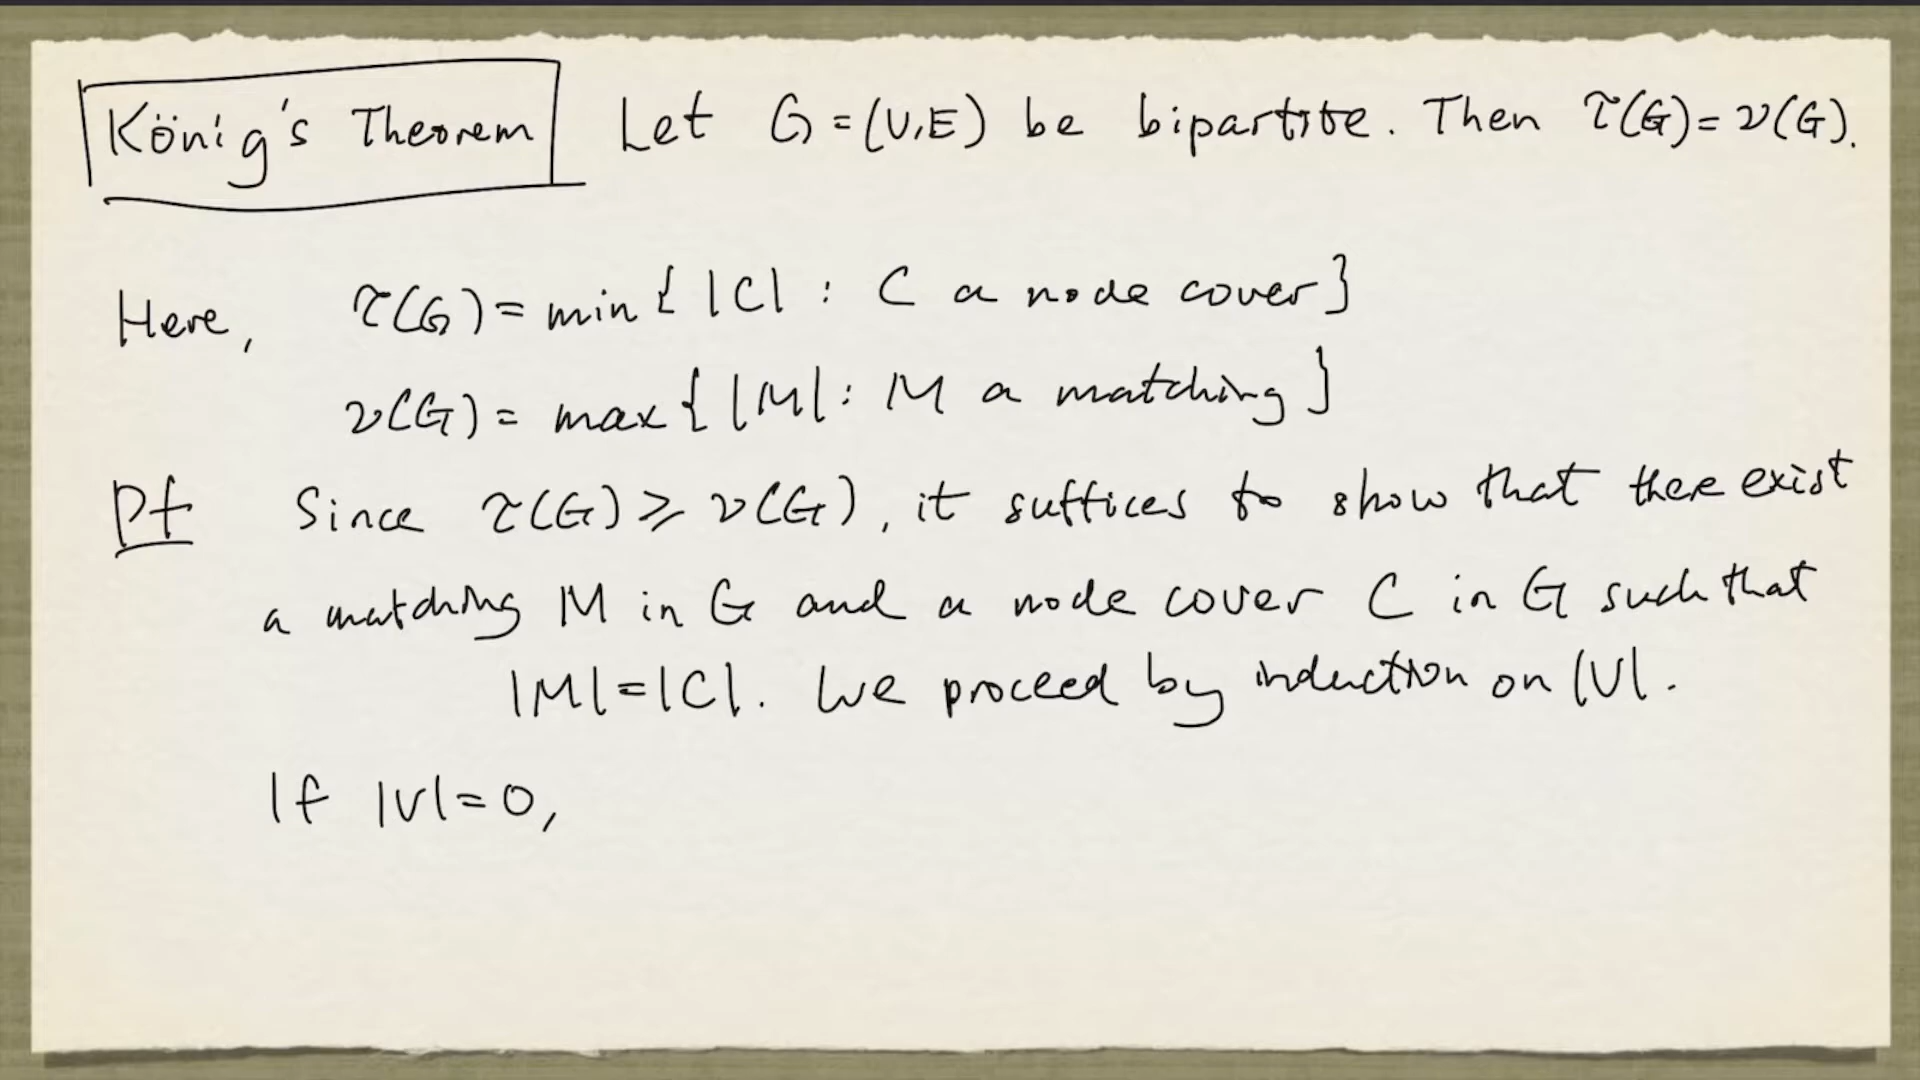 König's Theorem Let G=(V,E) be bipartite. Then τ(G)=ν(G).
Here, τ(G)=min{|C| : C a node cover}
ν(G)=max{|M|: M a matching}
Pf Since τ(G)≥ν(G), it suffices to show that thee exist
a matching M in G and a node cover C in G such that
|M|=|C|. We proceed by induction on |V|.
If |V|=0,